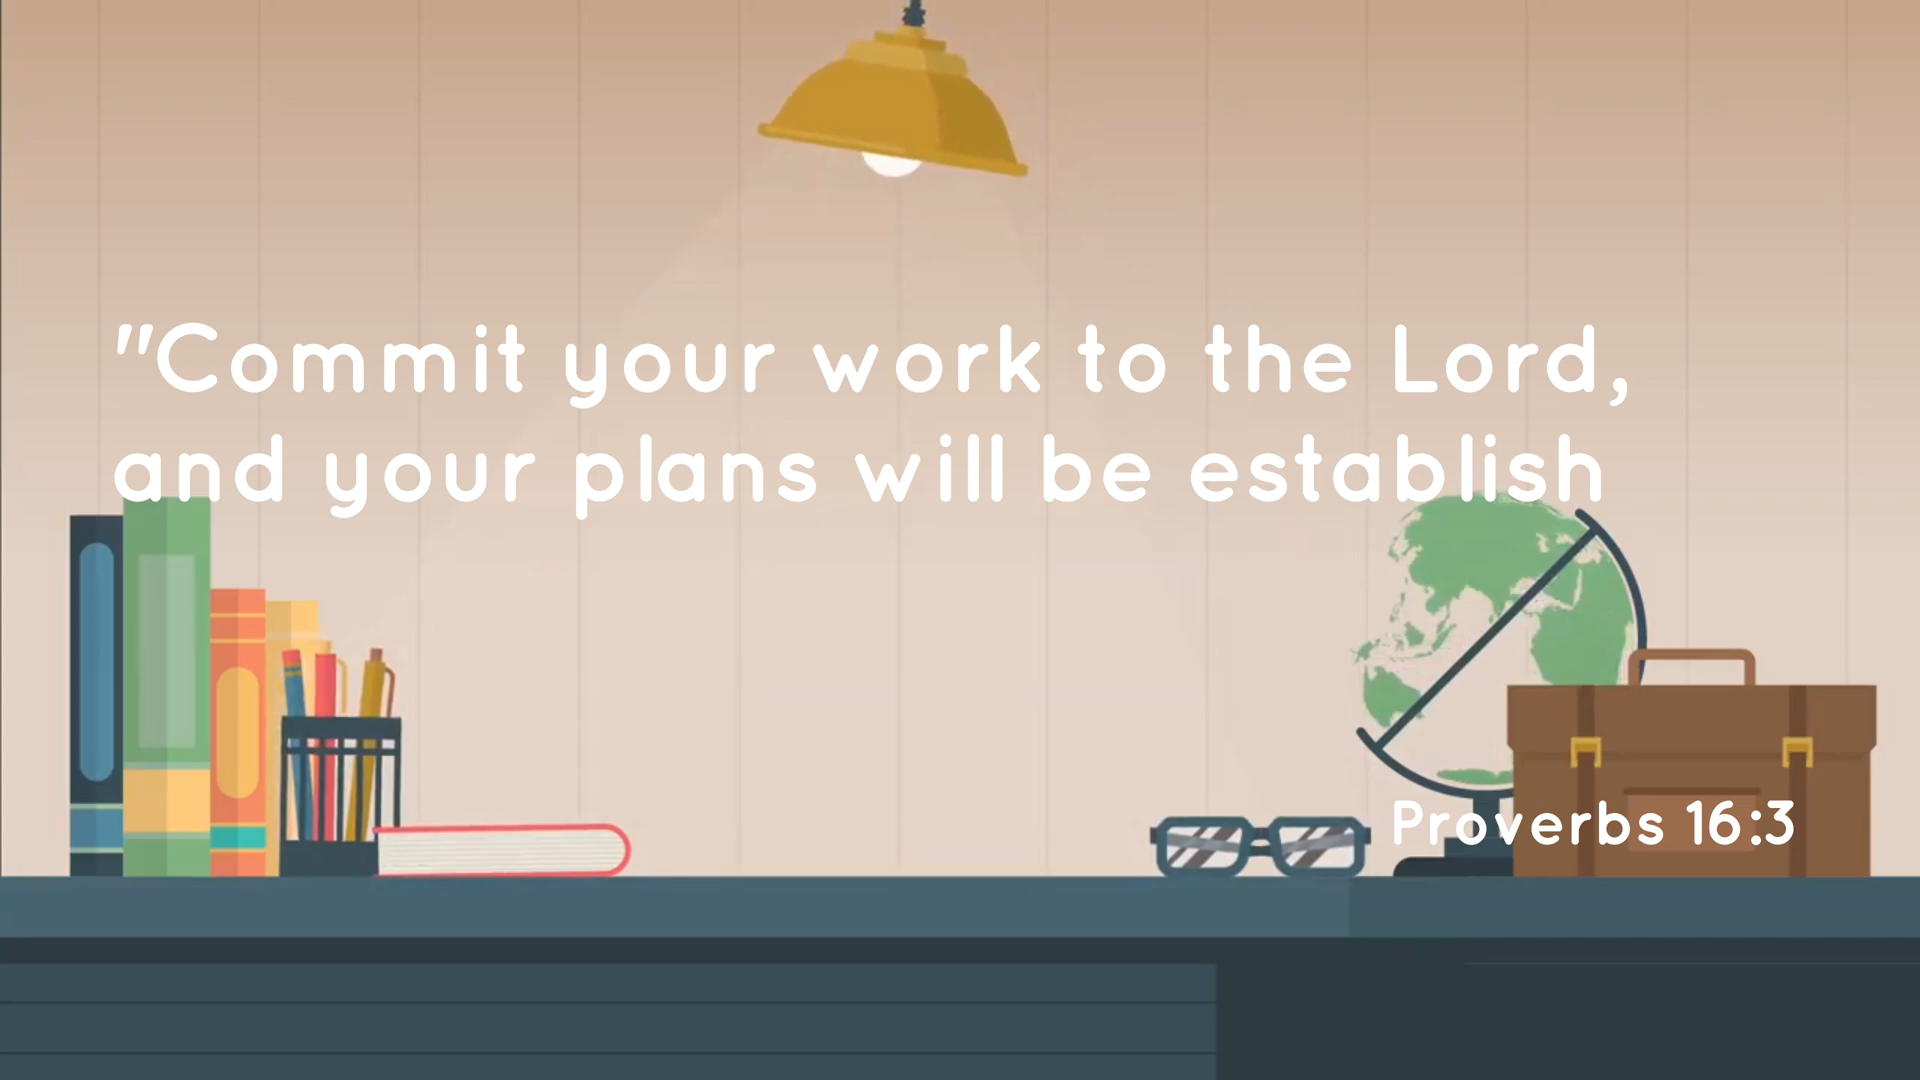 "Commit your work to the Lord,
and your plans will be establish
Proverbs 16:3